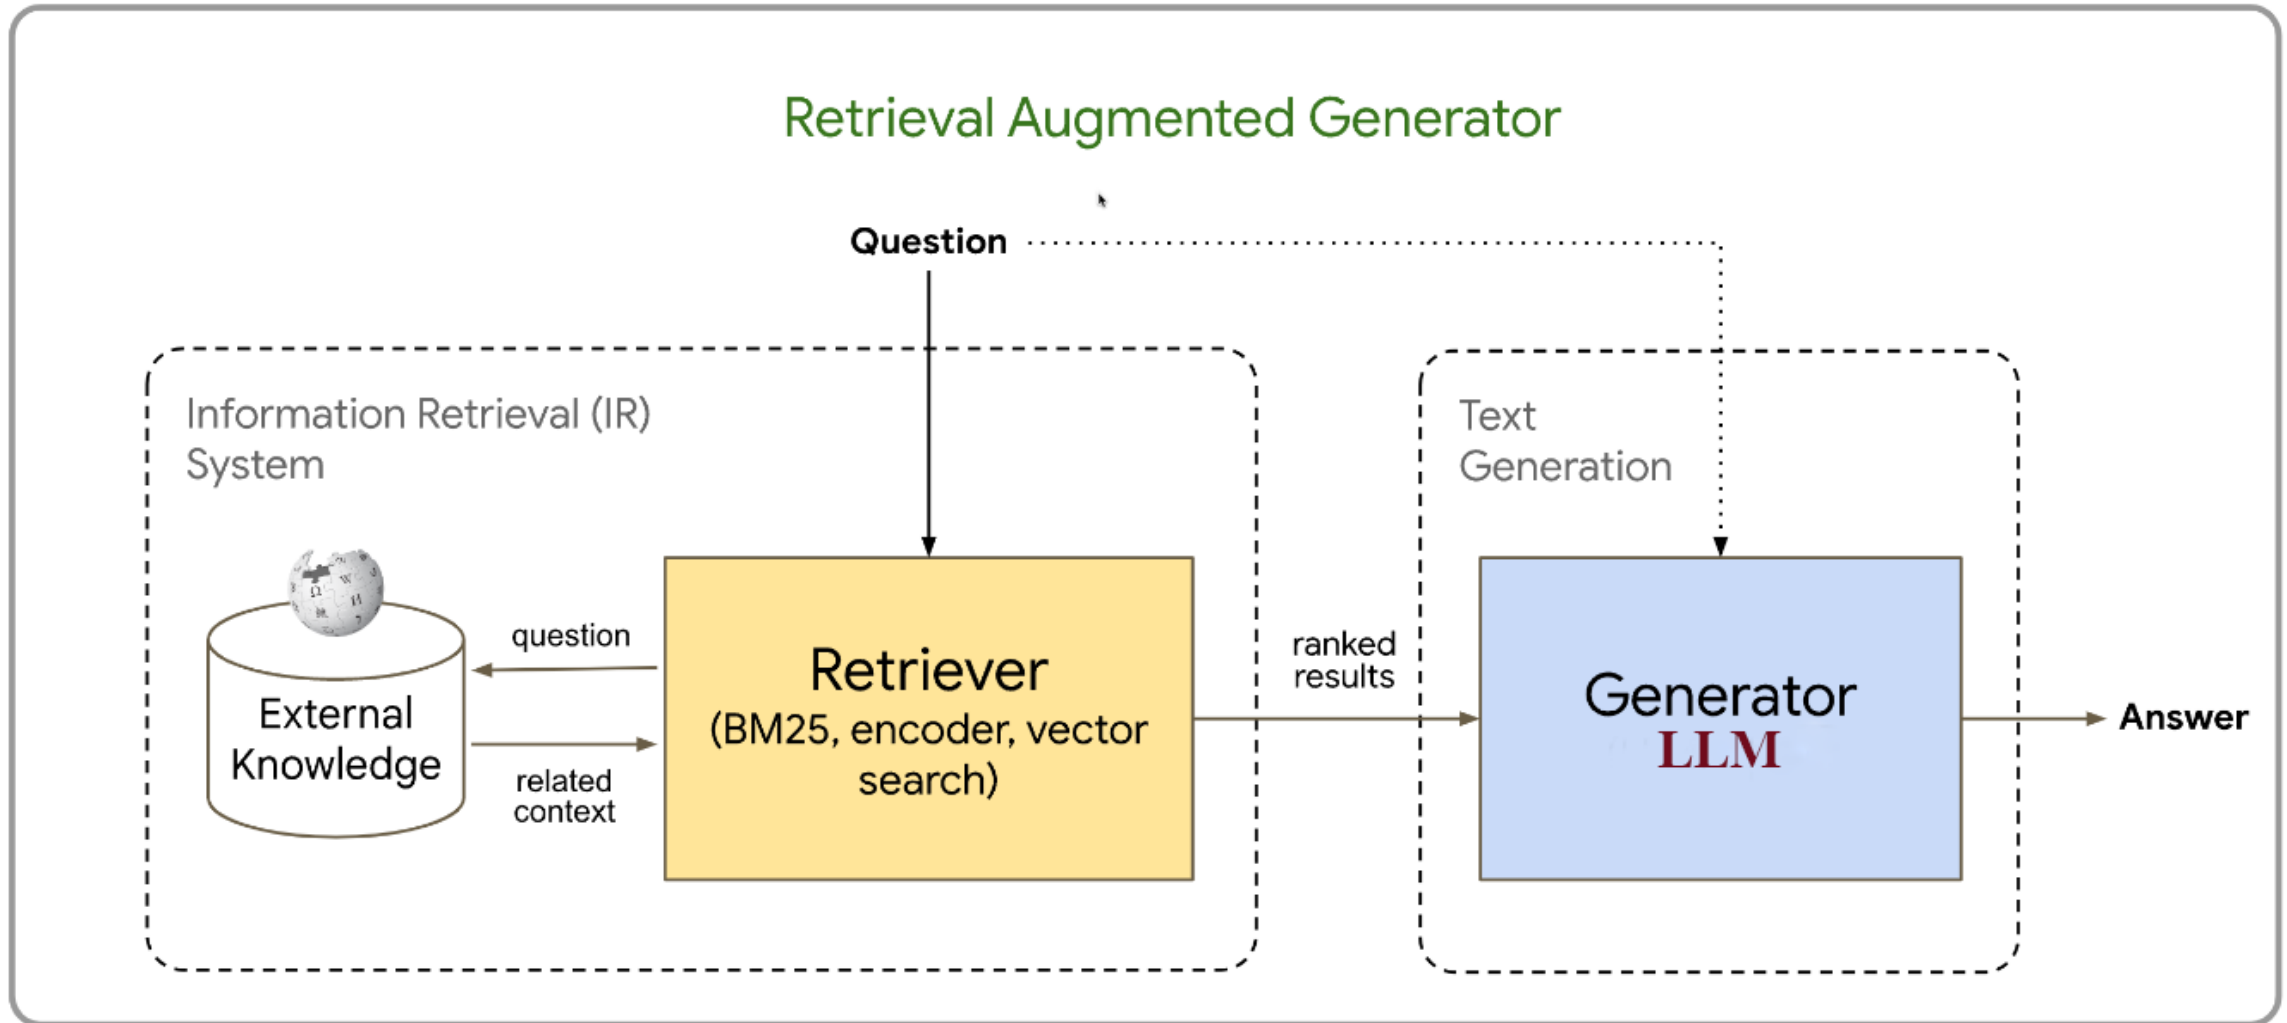 Retrieval Augmented Generator
Question
Information Retrieval (IR)
System
Text
Generation
question
External
Knowledge
related
context
Retriever
(BM25, encoder, vector
search)
ranked
results
Generator
LLM
Answer